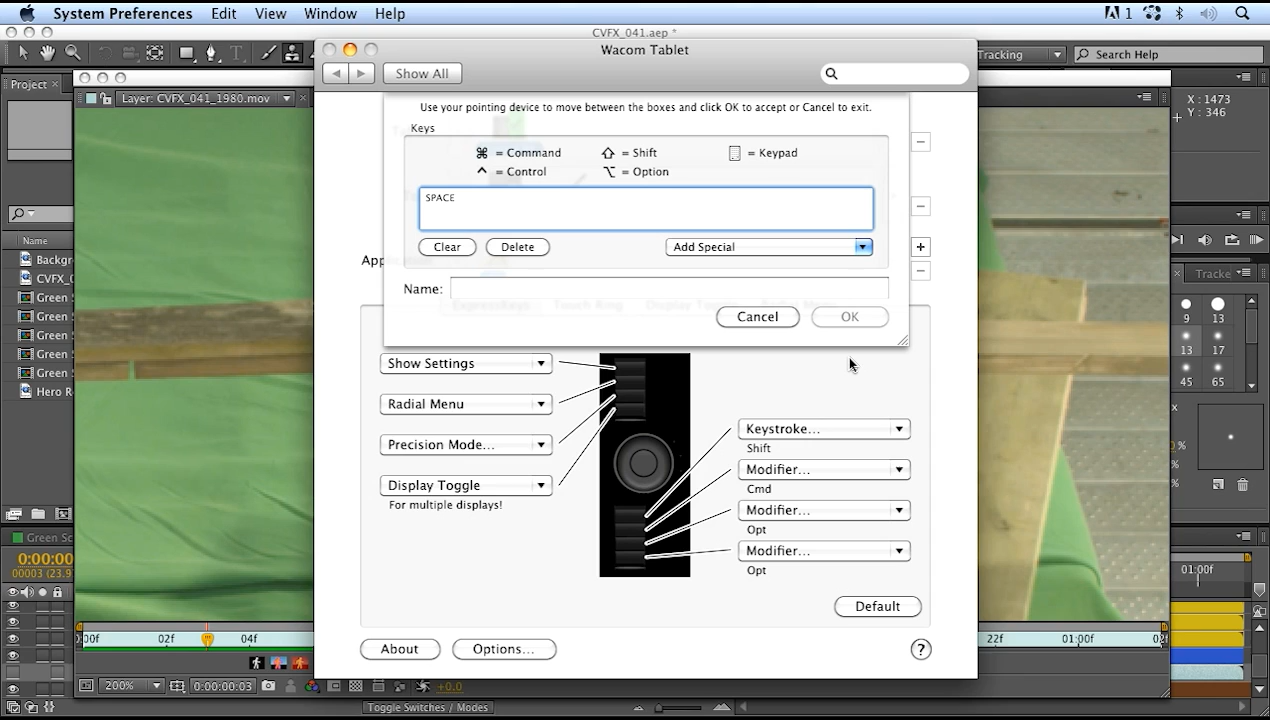 System Preferences Edit View Window Help 1
CVFX_041.aep *
Wacom Tablet
Tracking Search Help
Show All
Project ×
Layer: CVFX_041_1980.mov
X : 1473
Y : 346
Use your pointing device to move between the boxes and click OK to accept or Cancel to exit.
Keys
⌘ = Command = Shift = Keypad
^ = Control ⌥ = Option
SPACE
Clear Delete Add Special
Name:
Cancel OK
Name
Backgr
CVFX_0
Green S
Green S
Green S
Green S
Green S
Hero R
Tracke
9 13
13 17
45 65
Show Settings
Radial Menu
Precision Mode...
Display Toggle
For multiple displays!
Keystroke...
Shift
Modifier...
Cmd
Modifier...
Opt
Modifier...
Opt
Default
About Options... ?
Green Sc
0:00:00
00003 (23.9
00f 02f 04f
22f 01:00f 02
01:00f
200% 0:00:00:03 +0.0
Toggle Switches / Modes